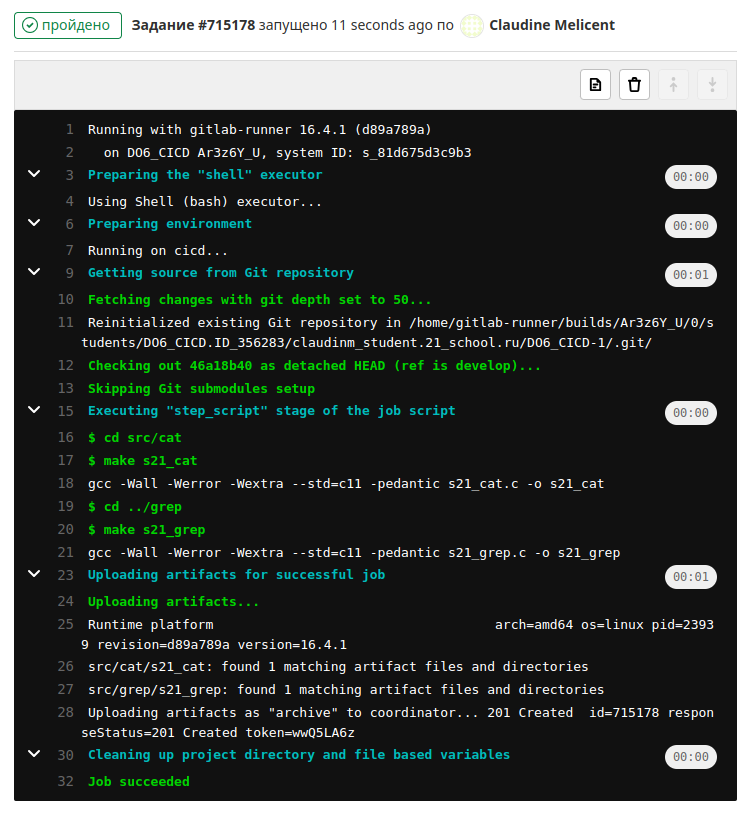 пройдено Задание #715178 запущено 11 seconds ago по Claudine Melicent
1 Running with gitlab-runner 16.4.1 (d89a789a)
2 on DO6_CICD Ar3z6Y_U, system ID: s_81d675d3c9b3
3 Preparing the "shell" executor 00:00
4 Using Shell (bash) executor...
6 Preparing environment 00:00
7 Running on cicd...
9 Getting source from Git repository 00:01
10 Fetching changes with git depth set to 50...
11 Reinitialized existing Git repository in /home/gitlab-runner/builds/Ar3z6Y_U/0/s
tudents/DO6_CICD.ID_356283/claudinm_student.21_school.ru/DO6_CICD-1/.git/
12 Checking out 46a18b40 as detached HEAD (ref is develop)...
13 Skipping Git submodules setup
15 Executing "step_script" stage of the job script 00:00
16 $ cd src/cat
17 $ make s21_cat
18 gcc -Wall -Werror -Wextra --std=c11 -pedantic s21_cat.c -o s21_cat
19 $ cd ../grep
20 $ make s21_grep
21 gcc -Wall -Werror -Wextra --std=c11 -pedantic s21_grep.c -o s21_grep
23 Uploading artifacts for successful job 00:01
24 Uploading artifacts...
25 Runtime platform arch=amd64 os=linux pid=2393
9 revision=d89a789a version=16.4.1
26 src/cat/s21_cat: found 1 matching artifact files and directories
27 src/grep/s21_grep: found 1 matching artifact files and directories
28 Uploading artifacts as "archive" to coordinator... 201 Created id=715178 respon
seStatus=201 Created token=wwQ5LA6z
30 Cleaning up project directory and file based variables 00:00
32 Job succeeded